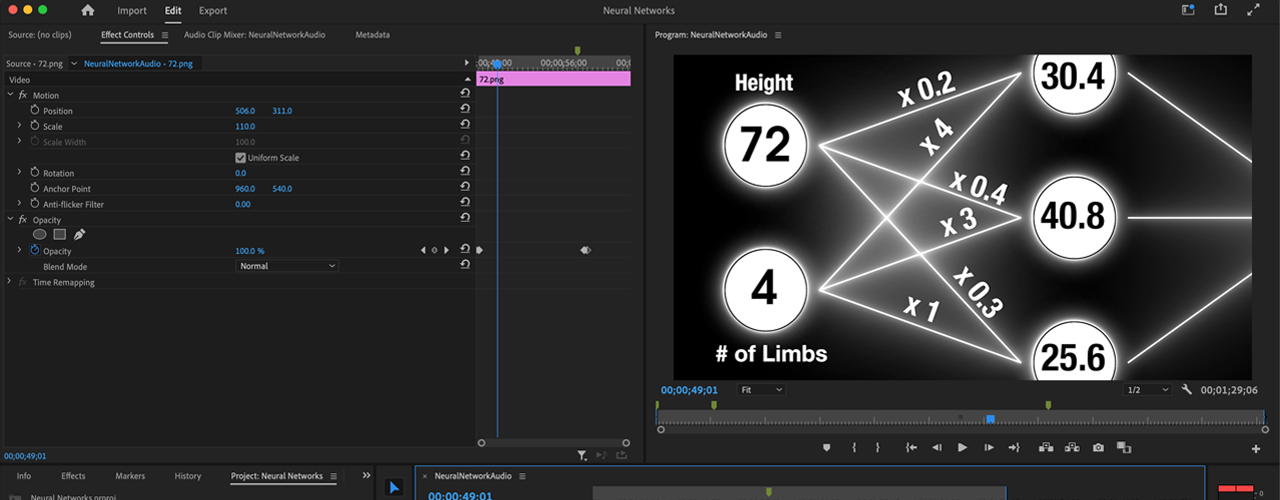 Import Edit Export Neural Networks
Source: (no clips) Effect Controls Audio Clip Mixer: NeuralNetworkAudio Metadata
Source • 72.png NeuralNetworkAudio • 72.png
00;00;56;00
Video
72.png
fx Motion
Position 506.0 311.0
Scale 110.0
Scale Width 100.0
Uniform Scale
Rotation 0.0
Anchor Point 960.0 540.0
Anti-flicker Filter 0.00
fx Opacity
Opacity 100.0 %
Blend Mode Normal
fx Time Remapping
00;00;49;01
Program: NeuralNetworkAudio
Height
72
4
# of Limbs
x 0.2
x 4
x 0.4
x 3
x 0.3
x 1
30.4
40.8
25.6
00;00;49;01 Fit 1/2 00;01;29;06
Info Effects Markers History Project: Neural Networks
Neural Networks.prproj
× NeuralNetworkAudio
00;00;49;01
0